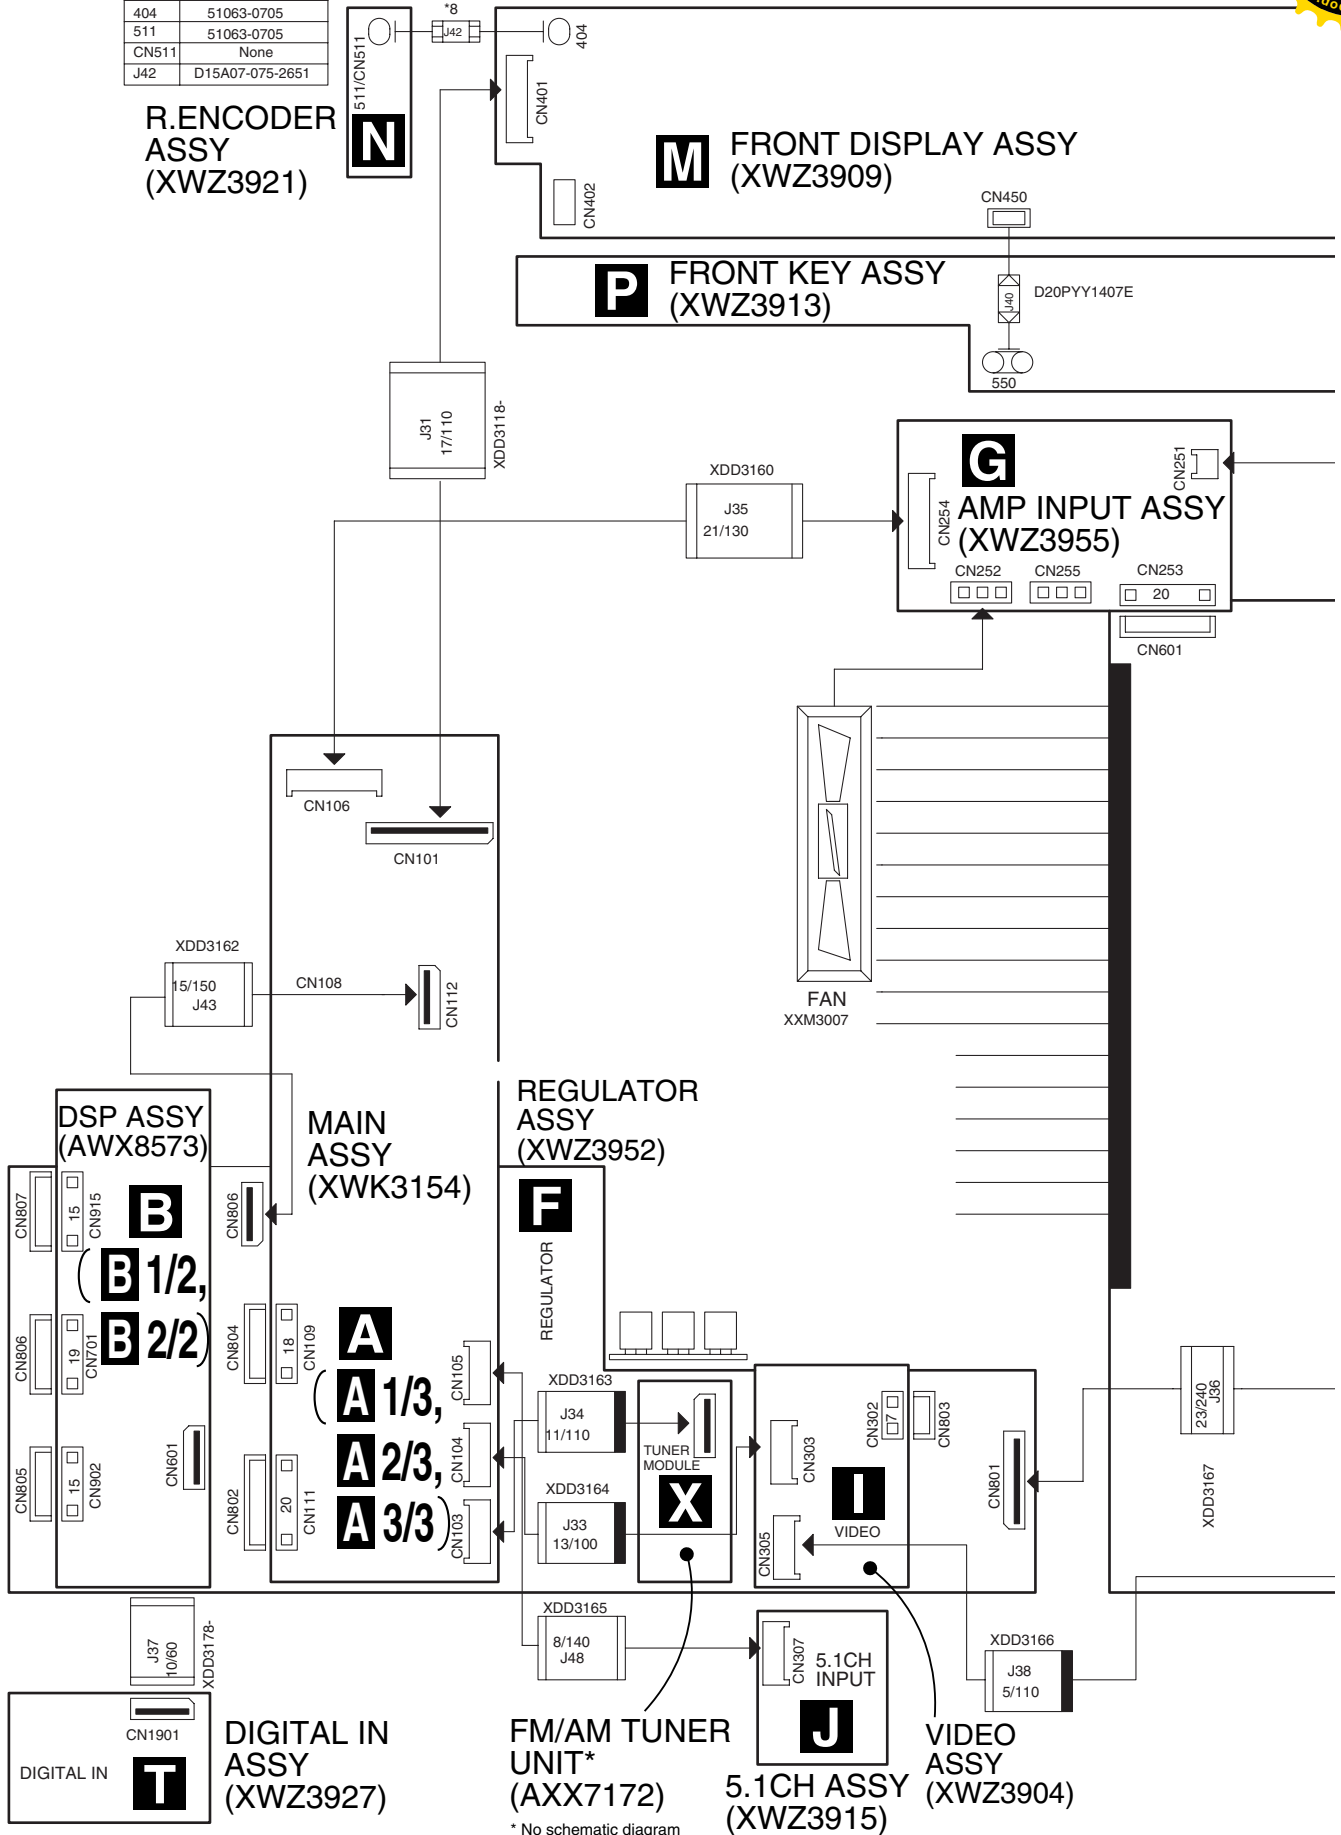 404 51063-0705
511 51063-0705
CN511 None
J42 D15A07-075-2651
*8
J42
404
511/CN511
N
R.ENCODER
ASSY
(XWZ3921)
CN401
CN402
M
FRONT DISPLAY ASSY
(XWZ3909)
CN450
P
FRONT KEY ASSY
(XWZ3913)
J40
D20PYY1407E
550
J31
17/110
XDD3118-
XDD3160
J35
21/130
G
CN251
CN254
AMP INPUT ASSY
(XWZ3955)
CN252
CN255
CN253
20
CN601
CN106
CN101
FAN
XXM3007
XDD3162
15/150
J43
CN108
CN112
DSP ASSY
(AWX8573)
MAIN
ASSY
(XWK3154)
REGULATOR
ASSY
(XWZ3952)
CN807
15
CN915
B
CN806
F
REGULATOR
(B 1/2,
B 2/2)
CN806
19
CN701
CN804
18
CN109
A
(A 1/3,
A 2/3,
A 3/3)
CN105
CN104
CN103
CN805
15
CN902
CN601
CN802
20
CN111
XDD3163
J34
11/110
XDD3164
J33
13/100
TUNER
MODULE
X
CN303
CN302
7
CN803
I
VIDEO
CN305
CN801
23/240
J36
XDD3167
J37
10/60
XDD3178-
XDD3165
8/140
J48
CN307
5.1CH
INPUT
J
XDD3166
J38
5/110
CN1901
DIGITAL IN
T
DIGITAL IN
ASSY
(XWZ3927)
FM/AM TUNER
UNIT*
(AXX7172)
* No schematic diagram
5.1CH ASSY
(XWZ3915)
VIDEO
ASSY
(XWZ3904)